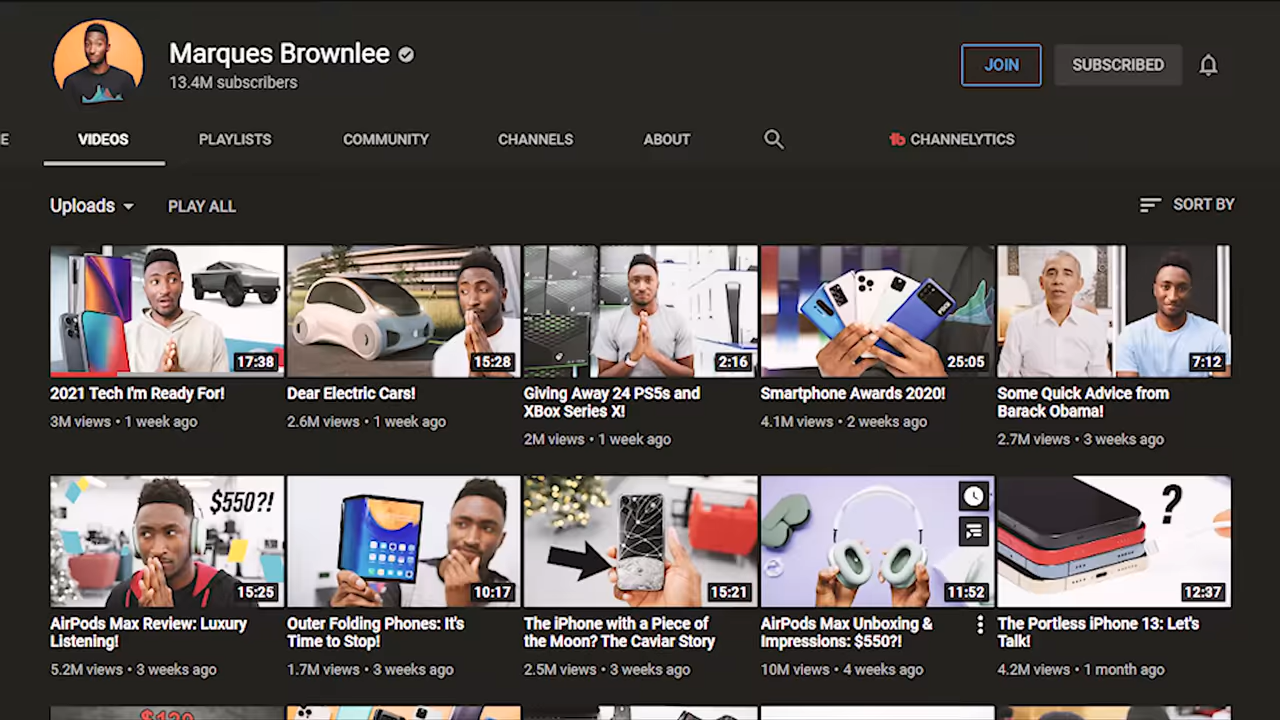 Marques Brownlee
13.4M subscribers
JOIN
SUBSCRIBED
E
VIDEOS
PLAYLISTS
COMMUNITY
CHANNELS
ABOUT
CHANNELYTICS
Uploads
PLAY ALL
SORT BY
17:38
15:28
2:16
25:05
7:12
2021 Tech I'm Ready For!
3M views • 1 week ago
Dear Electric Cars!
2.6M views • 1 week ago
Giving Away 24 PS5s and
XBox Series X!
2M views • 1 week ago
Smartphone Awards 2020!
4.1M views • 2 weeks ago
Some Quick Advice from
Barack Obama!
2.7M views • 3 weeks ago
$550?!
15:25
10:17
15:21
11:52
?
12:37
AirPods Max Review: Luxury
Listening!
5.2M views • 3 weeks ago
Outer Folding Phones: It's
Time to Stop!
1.7M views • 3 weeks ago
The iPhone with a Piece of
the Moon? The Caviar Story
2.5M views • 3 weeks ago
AirPods Max Unboxing &
Impressions: $550?!
10M views • 4 weeks ago
The Portless iPhone 13: Let's
Talk!
4.2M views • 1 month ago